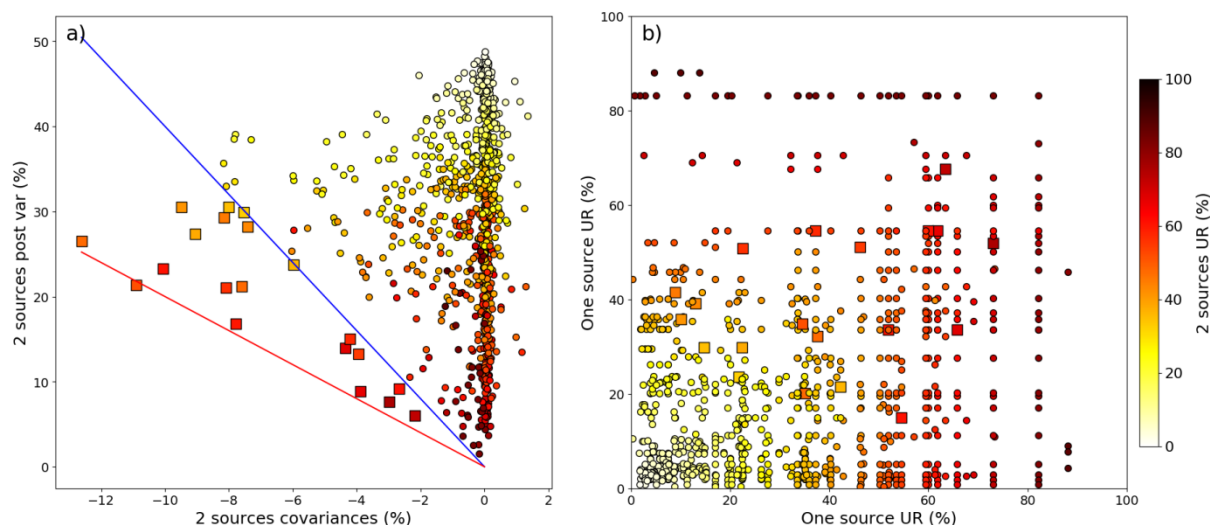 a)
50
40
30
20
10
0
2 sources post var (%)
−12 −10 −8 −6 −4 −2 0 2
2 sources covariances (%)
b)
100
80
60
40
20
0
One source UR (%)
0 20 40 60 80 100
One source UR (%)
100
80
60
40
20
0
2 sources UR (%)